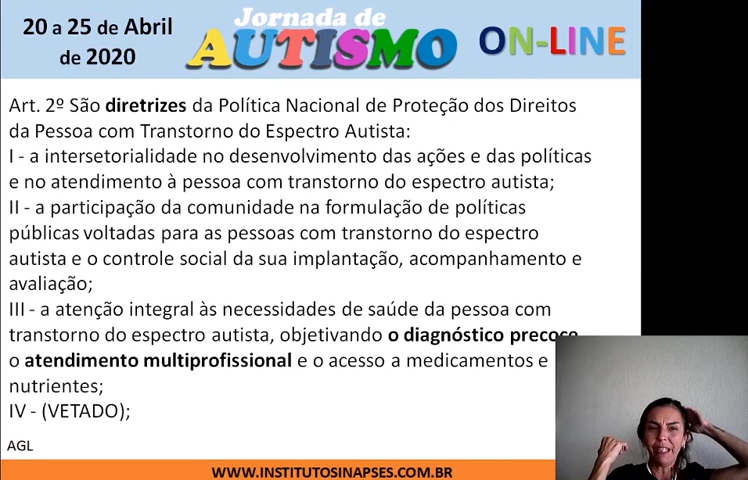 20 a 25 de Abril
de 2020
Jornada de
AUTISMO
ON-LINE
Art. 2º São diretrizes da Política Nacional de Proteção dos Direitos
da Pessoa com Transtorno do Espectro Autista:
I - a intersetorialidade no desenvolvimento das ações e das políticas
e no atendimento à pessoa com transtorno do espectro autista;
II - a participação da comunidade na formulação de políticas
públicas voltadas para as pessoas com transtorno do espectro
autista e o controle social da sua implantação, acompanhamento e
avaliação;
III - a atenção integral às necessidades de saúde da pessoa com
transtorno do espectro autista, objetivando o diagnóstico precoce
o atendimento multiprofissional e o acesso a medicamentos e
nutrientes;
IV - (VETADO);
AGL
WWW.INSTITUTOSINAPSES.COM.BR